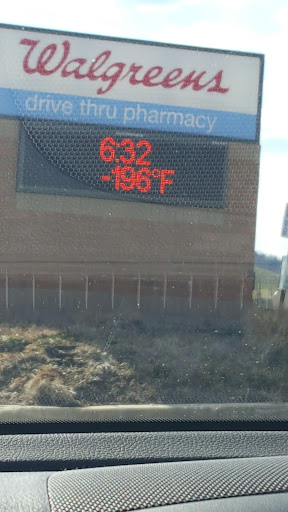 Walgreens
drive thru pharmacy
6:32
-196°F